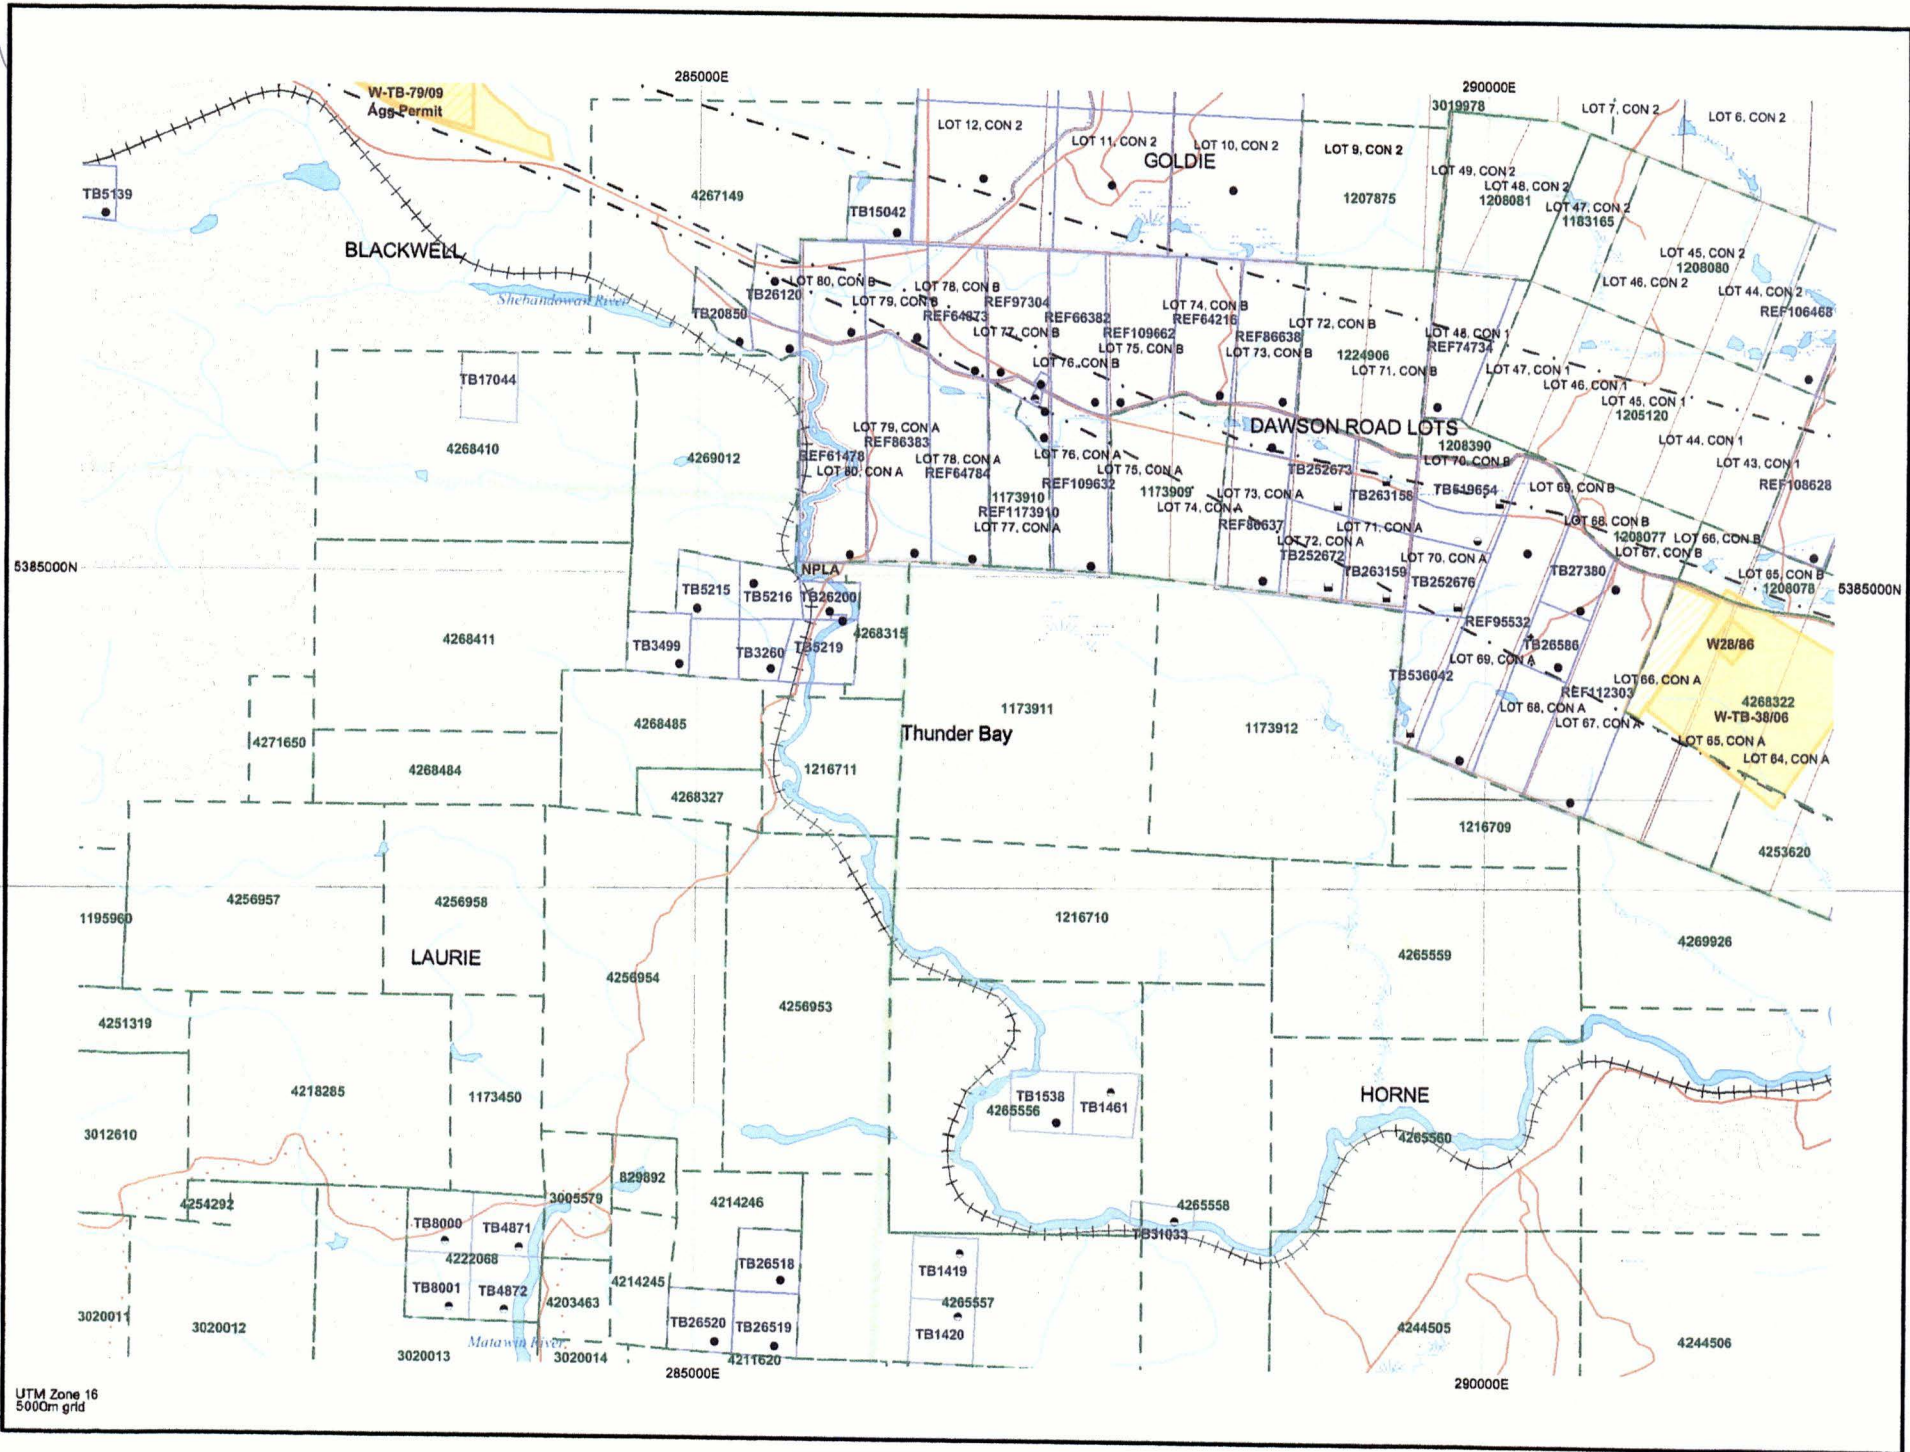 285000E
290000E
W-TB-79/09
Agg Permit
3019978
LOT 7, CON 2
LOT 6, CON 2
LOT 12, CON 2
LOT 11, CON 2
LOT 10, CON 2
LOT 9, CON 2
GOLDIE
LOT 49, CON 2
LOT 48, CON 2
1208081
TB5139
4267149
1207875
LOT 47, CON 2
1183165
TB15042
BLACKWELL
LOT 45, CON 2
1208080
LOT 46, CON 2
LOT 44, CON 2
REF106468
Shebandowan River
TB26120
LOT 80, CON B
LOT 79, CON B
LOT 78, CON B
REF64873
REF97304
LOT 77, CON B
REF66382
LOT 76, CON B
REF109662
LOT 75, CON B
LOT 74, CON B
REF64216
REF86638
LOT 73, CON B
LOT 72, CON B
1224906
LOT 71, CON B
LOT 48, CON 1
REF74734
LOT 47, CON 1
LOT 46, CON 1
LOT 45, CON 1
1205120
LOT 44, CON 1
LOT 43, CON 1
REF108628
TB20850
TB17044
4268410
4269012
LOT 79, CON A
REF86383
REF61478
LOT 80, CON A
LOT 78, CON A
REF64784
LOT 76, CON A
REF109632
LOT 75, CON A
1173910
REF1173910
LOT 77, CON A
1173909
LOT 74, CON A
DAWSON ROAD LOTS
1208390
LOT 70, CON B
TB252673
TB263158
TB619654
LOT 69, CON B
LOT 73, CON A
REF86637
LOT 71, CON A
LOT 72, CON A
TB252672
LOT 68, CON B
1208077
LOT 67, CON B
LOT 66, CON B
LOT 65, CON B
1208078
5385000N
5385000N
NPLA
TB5215
TB5216
TB26200
TB263159
LOT 70, CON A
TB252676
TB27380
4268411
TB3499
TB3260
TB5219
4268315
REF95532
TB26586
LOT 69, CON A
TB536042
W28/86
LOT 66, CON A
REF112303
4268322
W-TB-38/06
LOT 68, CON A
LOT 67, CON A
LOT 65, CON A
LOT 64, CON A
4271650
4268485
4268484
4268327
1216711
Thunder Bay
1173911
1173912
1216709
4253620
1195960
4256957
4256958
LAURIE
4256954
4256953
1216710
4265559
4269926
4251319
4218285
1173450
3012610
TB1538
4265556
TB1461
HORNE
4265560
4254292
829892
3005579
4214246
4265558
TB31033
TB8000
TB4871
4222068
TB8001
TB4872
4214245
4203463
TB26518
TB26520
TB26519
TB1419
4265557
TB1420
3020011
3020012
3020013
Matawin River
3020014
4211620
4244505
4244506
285000E
290000E
UTM Zone 16
5000m grid